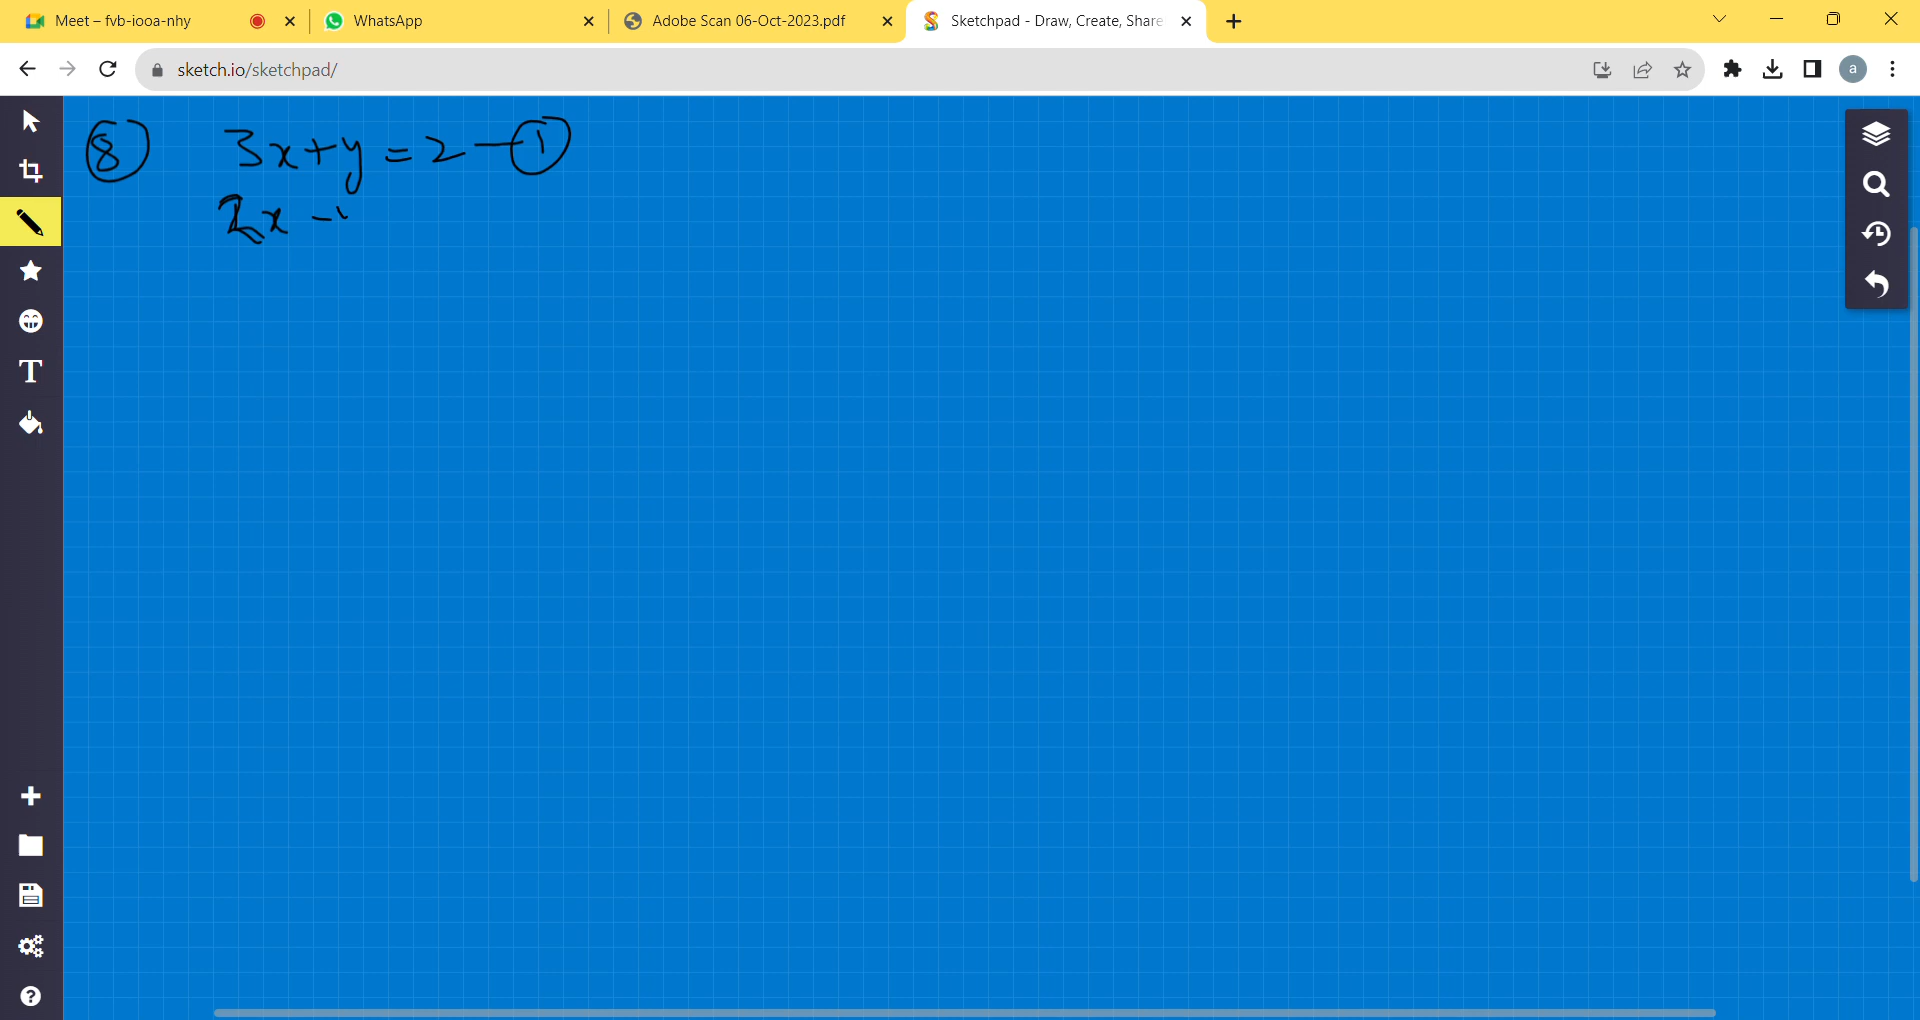 Meet – fvb-iooa-nhy
WhatsApp
Adobe Scan 06-Oct-2023.pdf
Sketchpad - Draw, Create, Share
sketch.io/sketchpad/
a
⑧ 3x+y = 2 — ①
2x -
T